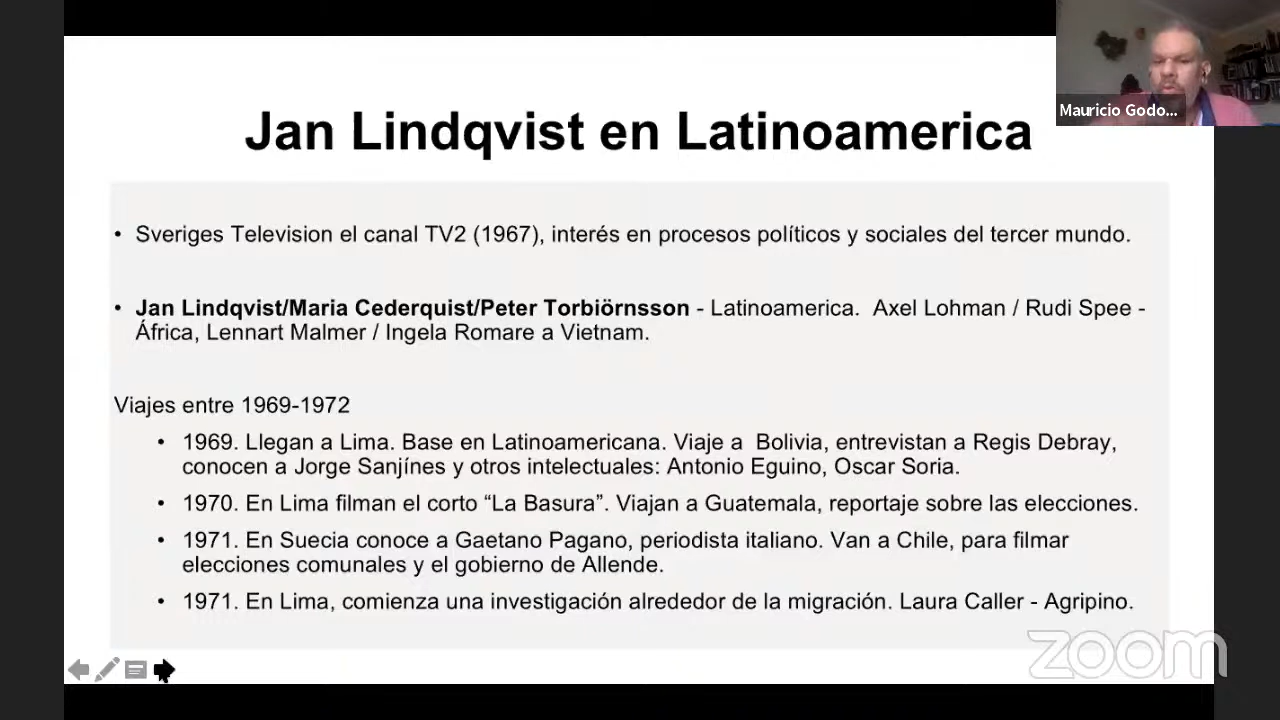 Mauricio Godo...
Jan Lindqvist en Latinoamerica
• Sveriges Television el canal TV2 (1967), interés en procesos políticos y sociales del tercer mundo.
• Jan Lindqvist/Maria Cederquist/Peter Torbiörnsson - Latinoamerica. Axel Lohman / Rudi Spee -
África, Lennart Malmer / Ingela Romare a Vietnam.
Viajes entre 1969-1972
• 1969. Llegan a Lima. Base en Latinoamericana. Viaje a Bolivia, entrevistan a Regis Debray,
conocen a Jorge Sanjínes y otros intelectuales: Antonio Eguino, Oscar Soria.
• 1970. En Lima filman el corto “La Basura”. Viajan a Guatemala, reportaje sobre las elecciones.
• 1971. En Suecia conoce a Gaetano Pagano, periodista italiano. Van a Chile, para filmar
elecciones comunales y el gobierno de Allende.
• 1971. En Lima, comienza una investigación alrededor de la migración. Laura Caller - Agripino.
zoom